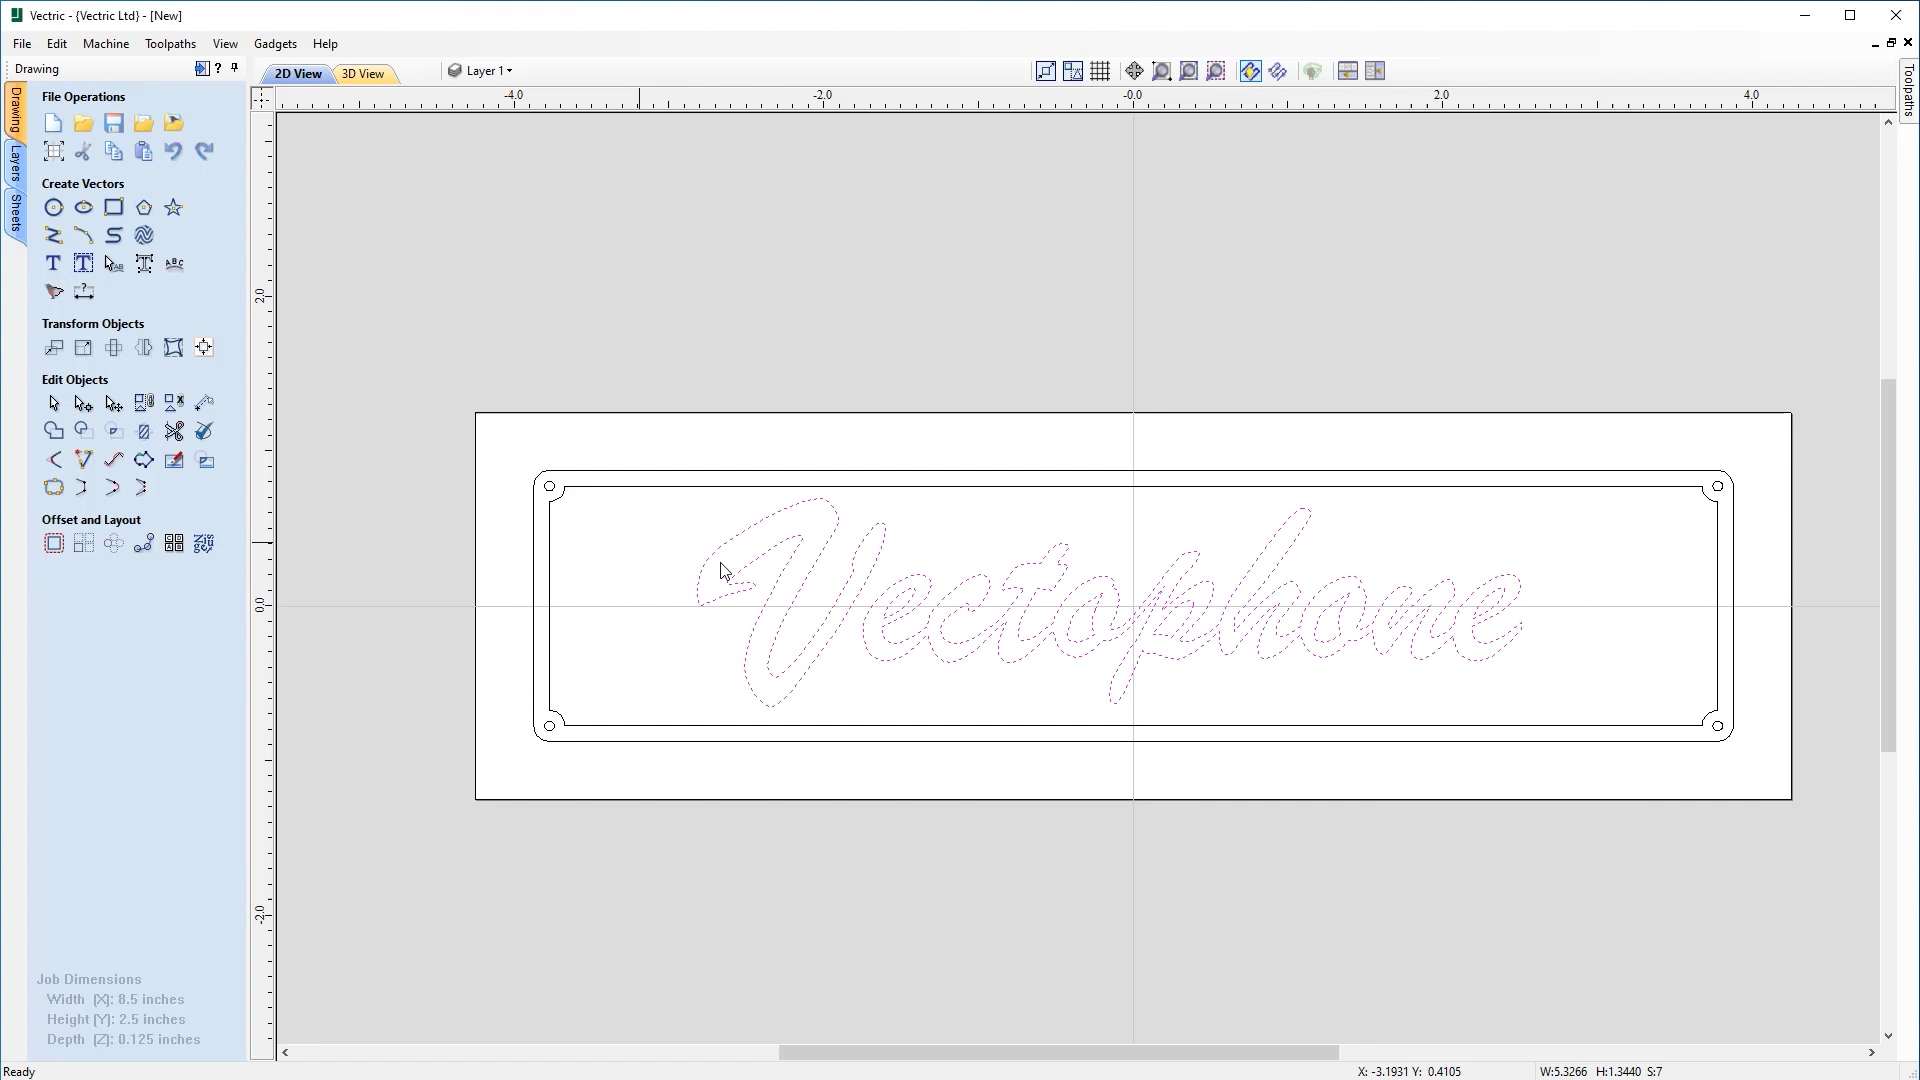 Vectric - {Vectric Ltd} - [New]
File Edit Machine Toolpaths View Gadgets Help
Drawing
2D View 3D View Layer 1
-4.0 -2.0 -0.0 2.0 4.0
2.0
0.0
-2.0
Drawing
Layers
Sheets
File Operations
Create Vectors
Transform Objects
Edit Objects
Offset and Layout
Vectophone
Toolpaths
Job Dimensions
Width (X): 8.5 inches
Height (Y): 2.5 inches
Depth (Z): 0.125 inches
Ready
X: -3.1931 Y: 0.4105
W:5.3266 H:1.3440 S:7